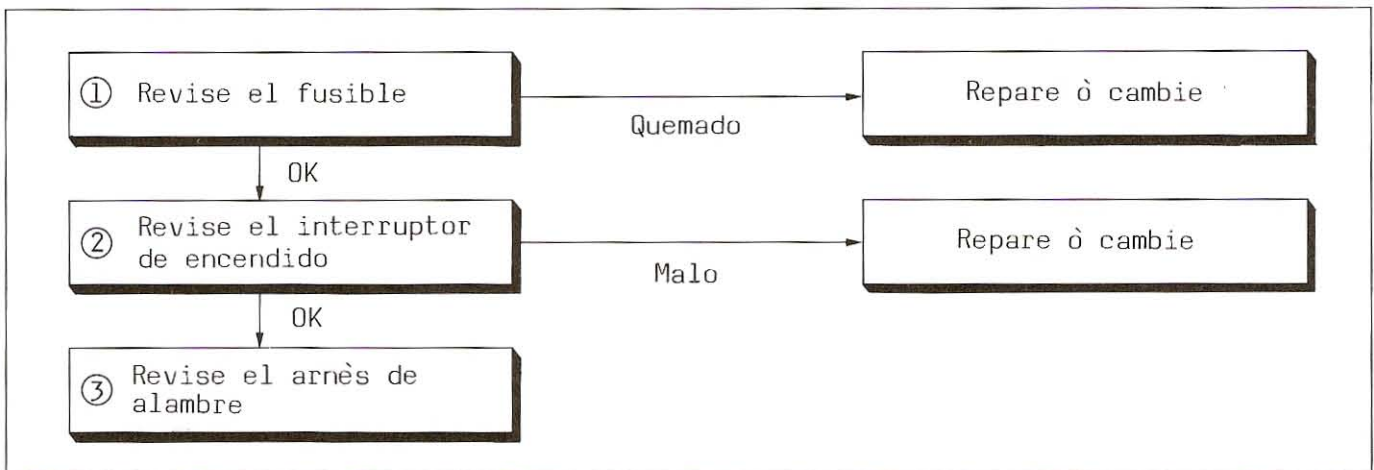 ① Revise el fusible
Quemado
Repare ò cambie
OK
② Revise el interruptor
de encendido
Malo
Repare ò cambie
OK
③ Revise el arnès de
alambre